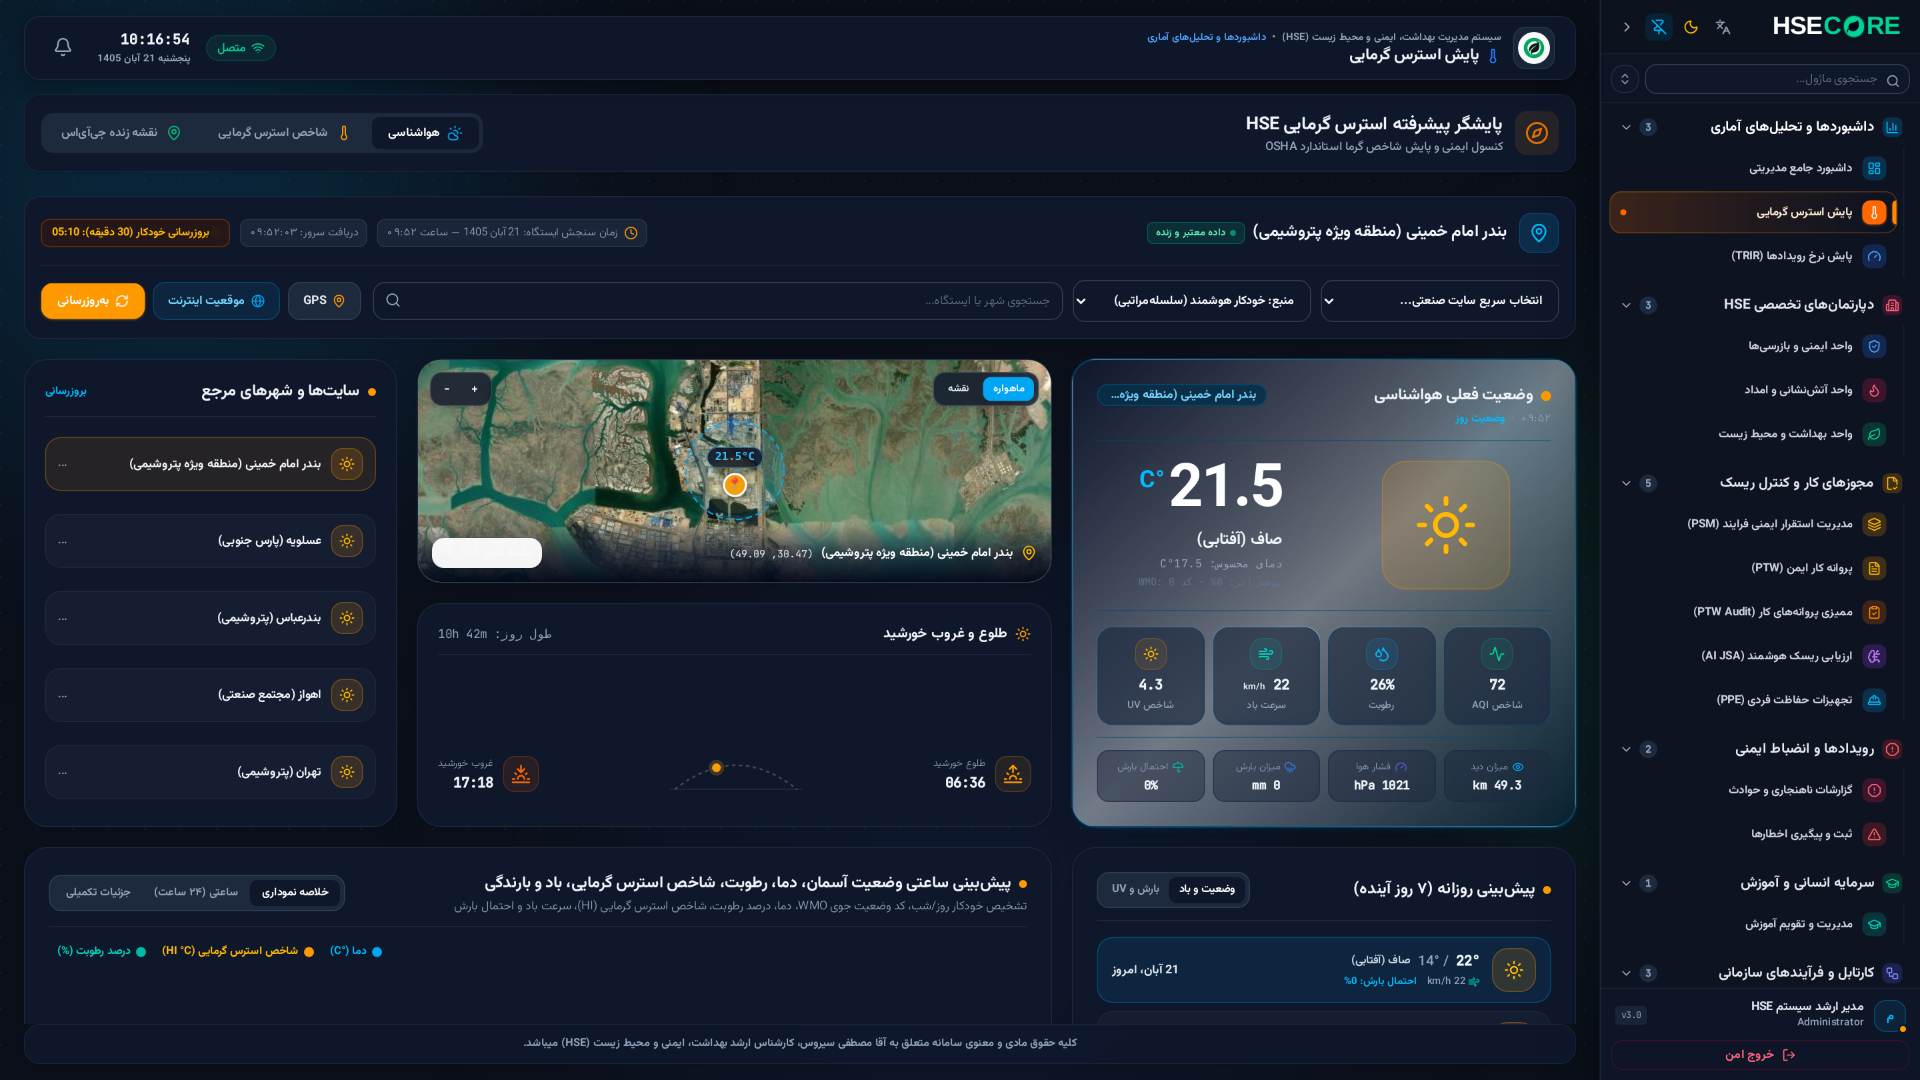 HSECORE
جستجوی ماژول...
داشبوردها و تحلیل‌های آماری
3
داشبورد جامع مدیریتی
پایش استرس گرمایی
پایش نرخ رویدادها (TRIR)
دپارتمان‌های تخصصی HSE
3
واحد ایمنی و بازرسی‌ها
واحد آتش‌نشانی و امداد
واحد بهداشت و محیط زیست
مجوزهای کار و کنترل ریسک
5
مدیریت استقرار ایمنی فرایند (PSM)
پروانه کار ایمن (PTW)
ممیزی پروانه‌های کار (PTW Audit)
ارزیابی ریسک هوشمند (AI JSA)
تجهیزات حفاظت فردی (PPE)
رویدادها و انضباط ایمنی
2
گزارشات ناهنجاری و حوادث
ثبت و پیگیری اخطارها
سرمایه انسانی و آموزش
1
مدیریت و تقویم آموزش
کارتابل و فرآیندهای سازمانی
3
مدیر ارشد سیستم HSE
Administrator
v3.0
م
خروج امن
سیستم مدیریت بهداشت، ایمنی و محیط زیست (HSE) • داشبوردها و تحلیل‌های آماری
پایش استرس گرمایی
متصل
10:16:54
پنجشنبه 21 آبان 1405
پایشگر پیشرفته استرس گرمایی HSE
کنسول ایمنی و پایش شاخص گرما استاندارد OSHA
هواشناسی
شاخص استرس گرمایی
نقشه زنده جی‌آی‌اس
بندر امام خمینی (منطقه ویژه پتروشیمی)
داده معتبر و زنده
زمان سنجش ایستگاه: 21 آبان 1405 — ساعت ۰۹:۵۲
دریافت سرور: ۰۹:۵۲:۰۳
بروزرسانی خودکار (30 دقیقه): 05:10
انتخاب سریع سایت صنعتی...
منبع: خودکار هوشمند (سلسله‌مراتبی)
جستجوی شهر یا ایستگاه...
GPS
موقعیت اینترنت
به‌روزرسانی
وضعیت فعلی هواشناسی
بندر امام خمینی (منطقه ویژه...
۰۹:۵۲
وضعیت روز
21.5
°C
صاف (آفتابی)
دمای محسوس: 17.5°C
72
شاخص AQI
26%
رطوبت
22 km/h
سرعت باد
4.3
شاخص UV
میزان دید
49.3 km
فشار هوا
1021 hPa
میزان بارش
0 mm
احتمال بارش
0%
ماهواره
نقشه
+
-
21.5°C
بندر امام خمینی (منطقه ویژه پتروشیمی) (30.47, 49.09)
طلوع و غروب خورشید
طول روز: 10h 42m
طلوع خورشید
06:36
غروب خورشید
17:18
سایت‌ها و شهرهای مرجع
بروزرسانی
بندر امام خمینی (منطقه ویژه پتروشیمی)
...
عسلویه (پارس جنوبی)
...
بندرعباس (پتروشیمی)
...
اهواز (مجتمع صنعتی)
...
تهران (پتروشیمی)
...
پیش‌بینی روزانه (۷ روز آینده)
وضعیت و باد
بارش و UV
22° / 14° صاف (آفتابی)
22 km/h احتمال بارش: 0%
21 آبان، امروز
پیش‌بینی ساعتی وضعیت آسمان، دما، رطوبت، شاخص استرس گرمایی، باد و بارندگی
تشخیص خودکار روز/شب، کد وضعیت جوی WMO، دما، درصد رطوبت، شاخص استرس گرمایی (HI)، سرعت باد و احتمال بارش
خلاصه نموداری
ساعتی (۲۴ ساعت)
جزئیات تکمیلی
دما (°C)
شاخص استرس گرمایی (HI °C)
درصد رطوبت (%)
کلیه حقوق مادی و معنوی سامانه متعلق به آقا مصطفی سیروس، کارشناس ارشد بهداشت، ایمنی و محیط زیست (HSE) میباشد.